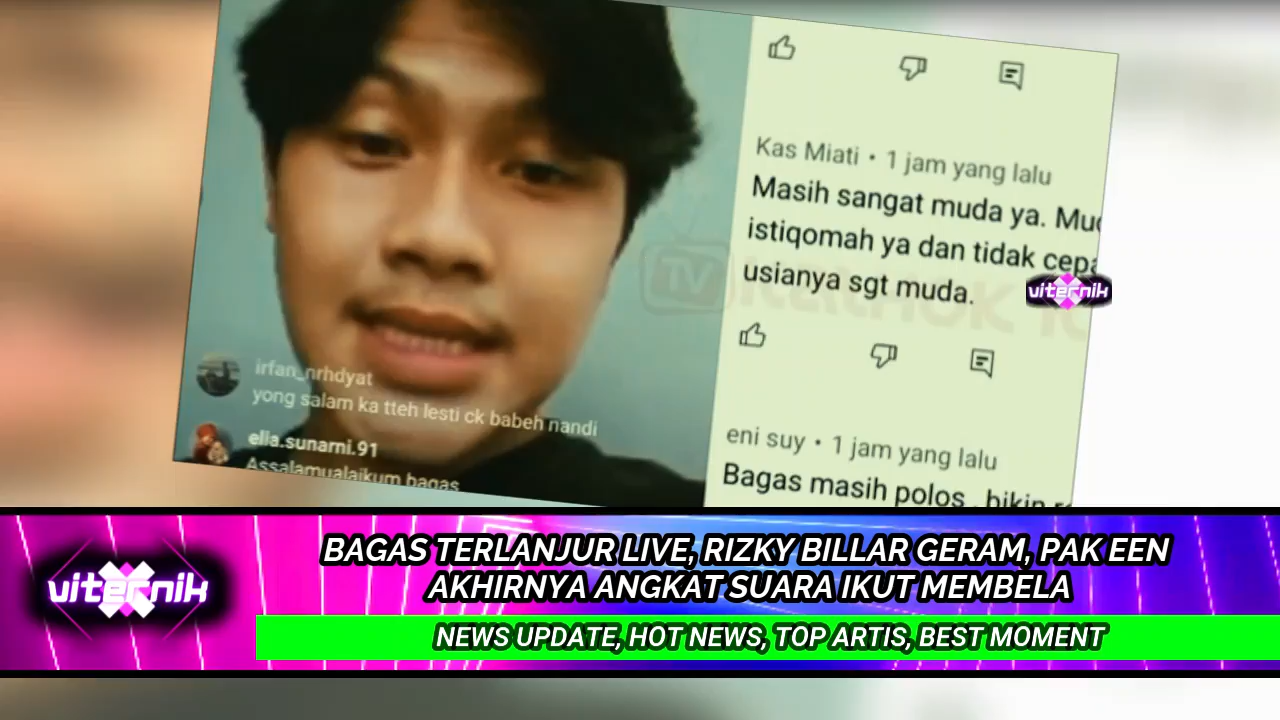 Kas Miati • 1 jam yang lalu
Masih sangat muda ya.
istiqomah ya dan tidak
usianya sgt muda.
viternik
TV
irfan_nrhdyat
yong salam ka tteh lesti ck babeh nandi
ella.sunarni.91
Assalamualaikum bagas
eni suy • 1 jam yang lalu
Bagas masih polos , bikin
viternik
BAGAS TERLANJUR LIVE, RIZKY BILLAR GERAM, PAK EEN
AKHIRNYA ANGKAT SUARA IKUT MEMBELA
NEWS UPDATE, HOT NEWS, TOP ARTIS, BEST MOMENT